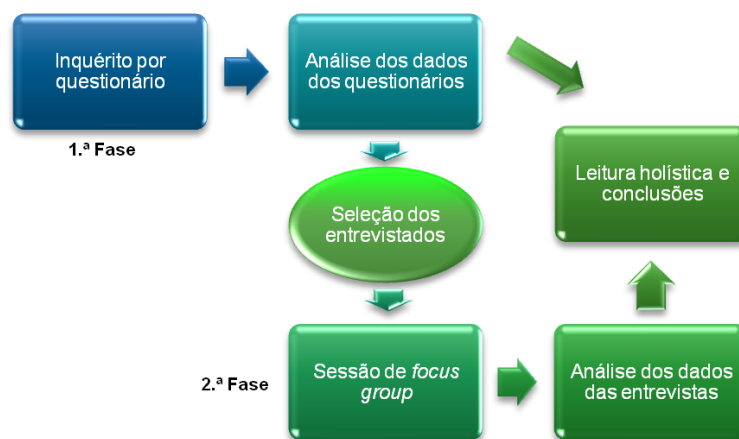 Inquérito por
questionário
Análise dos dados
dos questionários
1.ª Fase
Leitura holística e
conclusões
Seleção dos
entrevistados
2.ª Fase
Sessão de focus
group
Análise dos dados
das entrevistas